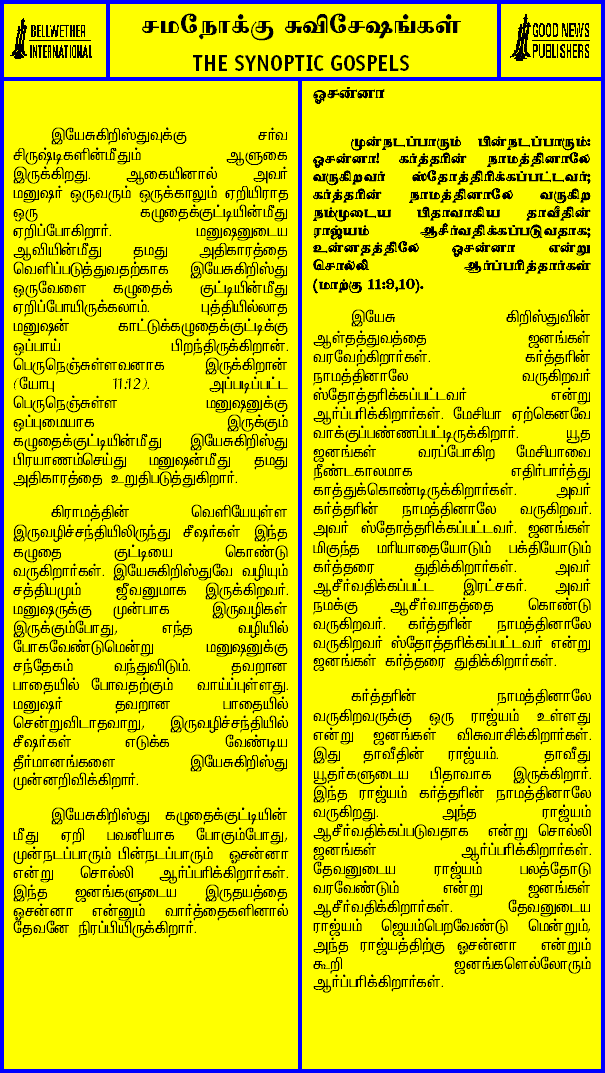 BELLWETHER
INTERNATIONAL
சமநோக்கு சுவிசேஷங்கள்
THE SYNOPTIC GOSPELS
GOOD NEWS
PUBLISHERS
இயேசுகிறிஸ்துவுக்கு சர்வ
சிருஷ்டிகளின்மீதும் ஆளுகை
இருக்கிறது. ஆகையினால் அவர்
மனுஷர் ஒருவரும் ஒருக்காலும் ஏறியிராத
ஒரு கழுதைக்குட்டியின்மீது
ஏறிப்போகிறார். மனுஷனுடைய
ஆவியின்மீது தமது அதிகாரத்தை
வெளிப்படுத்துவதற்காக இயேசுகிறிஸ்து
ஒருவேளை கழுதைக் குட்டியின்மீது
ஏறிப்போயிருக்கலாம். புத்தியில்லாத
மனுஷன் காட்டுக்கழுதைக்குட்டிக்கு
ஒப்பாய் பிறந்திருக்கிறான்.
பெருநெஞ்சுள்ளவனாக இருக்கிறான்
(யோபு 11:12). அப்படிப்பட்ட
பெருநெஞ்சுள்ள மனுஷனுக்கு
ஒப்புமையாக இருக்கும்
கழுதைக்குட்டியின்மீது இயேசுகிறிஸ்து
பிரயாணம்செய்து மனுஷன்மீது தமது
அதிகாரத்தை உறுதிபடுத்துகிறார்.
கிராமத்தின் வெளியேயுள்ள
இருவழிச்சந்தியிலிருந்து சீஷர்கள் இந்த
கழுதை குட்டியை கொண்டு
வருகிறார்கள். இயேசுகிறிஸ்துவே வழியும்
சத்தியமும் ஜீவனுமாக இருக்கிறவர்.
மனுஷருக்கு முன்பாக இருவழிகள்
இருக்கும்போது, எந்த வழியில்
போகவேண்டுமென்று மனுஷனுக்கு
சந்தேகம் வந்துவிடும். தவறான
பாதையில் போவதற்கும் வாய்ப்புள்ளது.
மனுஷர் தவறான பாதையில்
சென்றுவிடாதவாறு, இருவழிச்சந்தியில்
சீஷர்கள் எடுக்க வேண்டிய
தீர்மானங்களை இயேசுகிறிஸ்து
முன்னறிவிக்கிறார்.
இயேசுகிறிஸ்து கழுதைக்குட்டியின்
மீது ஏறி பவனியாக போகும்போது,
முன்நடப்பாரும் பின்நடப்பாரும் ஓசன்னா
என்று சொல்லி ஆர்ப்பரிக்கிறார்கள்.
இந்த ஜனங்களுடைய இருதயத்தை
ஓசன்னா என்னும் வார்த்தைகளினால்
தேவனே நிரப்பியிருக்கிறார்.
ஓசன்னா
முன்நடப்பாரும் பின்நடப்பாரும்:
ஓசன்னா! கர்த்தரின் நாமத்தினாலே
வருகிறவர் ஸ்தோத்திரிக்கப்பட்டவர்;
கர்த்தரின் நாமத்தினாலே வருகிற
நம்முடைய பிதாவாகிய தாவீதின்
ராஜ்யம் ஆசீர்வதிக்கப்படுவதாக;
உன்னதத்திலே ஓசன்னா என்று
சொல்லி ஆர்ப்பரித்தார்கள்
(மாற்கு 11:9,10).
இயேசு கிறிஸ்துவின்
ஆள்தத்துவத்தை ஜனங்கள்
வரவேற்கிறார்கள். கர்த்தரின்
நாமத்தினாலே வருகிறவர்
ஸ்தோத்தரிக்கப்பட்டவர் என்று
ஆர்ப்பரிக்கிறார்கள். மேசியா ஏற்கெனவே
வாக்குப்பண்ணப்பட்டிருக்கிறார். யூத
ஜனங்கள் வரப்போகிற மேசியாவை
நீண்டகாலமாக எதிர்பார்த்து
காத்துக்கொண்டிருக்கிறார்கள். அவர்
கர்த்தரின் நாமத்தினாலே வருகிறவர்.
அவர் ஸ்தோத்தரிக்கப்பட்டவர். ஜனங்கள்
மிகுந்த மரியாதையோடும் பக்தியோடும்
கர்த்தரை துதிக்கிறார்கள். அவர்
ஆசீர்வதிக்கப்பட்ட இரட்சகர். அவர்
நமக்கு ஆசீர்வாதத்தை கொண்டு
வருகிறவர். கர்த்தரின் நாமத்தினாலே
வருகிறவர் ஸ்தோத்தரிக்கப்பட்டவர் என்று
ஜனங்கள் கர்த்தரை துதிக்கிறார்கள்.
கர்த்தரின் நாமத்தினாலே
வருகிறவருக்கு ஒரு ராஜ்யம் உள்ளது
என்று ஜனங்கள் விசுவாசிக்கிறார்கள்.
இது தாவீதின் ராஜ்யம். தாவீது
யூதர்களுடைய பிதாவாக இருக்கிறார்.
இந்த ராஜ்யம் கர்த்தரின் நாமத்தினாலே
வருகிறது. அந்த ராஜ்யம்
ஆசீர்வதிக்கப்படுவதாக என்று சொல்லி
ஜனங்கள் ஆர்ப்பரிக்கிறார்கள்.
தேவனுடைய ராஜ்யம் பலத்தோடு
வரவேண்டும் என்று ஜனங்கள்
ஆசீர்வதிக்கிறார்கள். தேவனுடைய
ராஜ்யம் ஜெயம்பெறவேண்டு மென்றும்,
அந்த ராஜ்யத்திற்கு ஓசன்னா என்றும்
கூறி ஜனங்களெல்லோரும்
ஆர்ப்பரிக்கிறார்கள்.